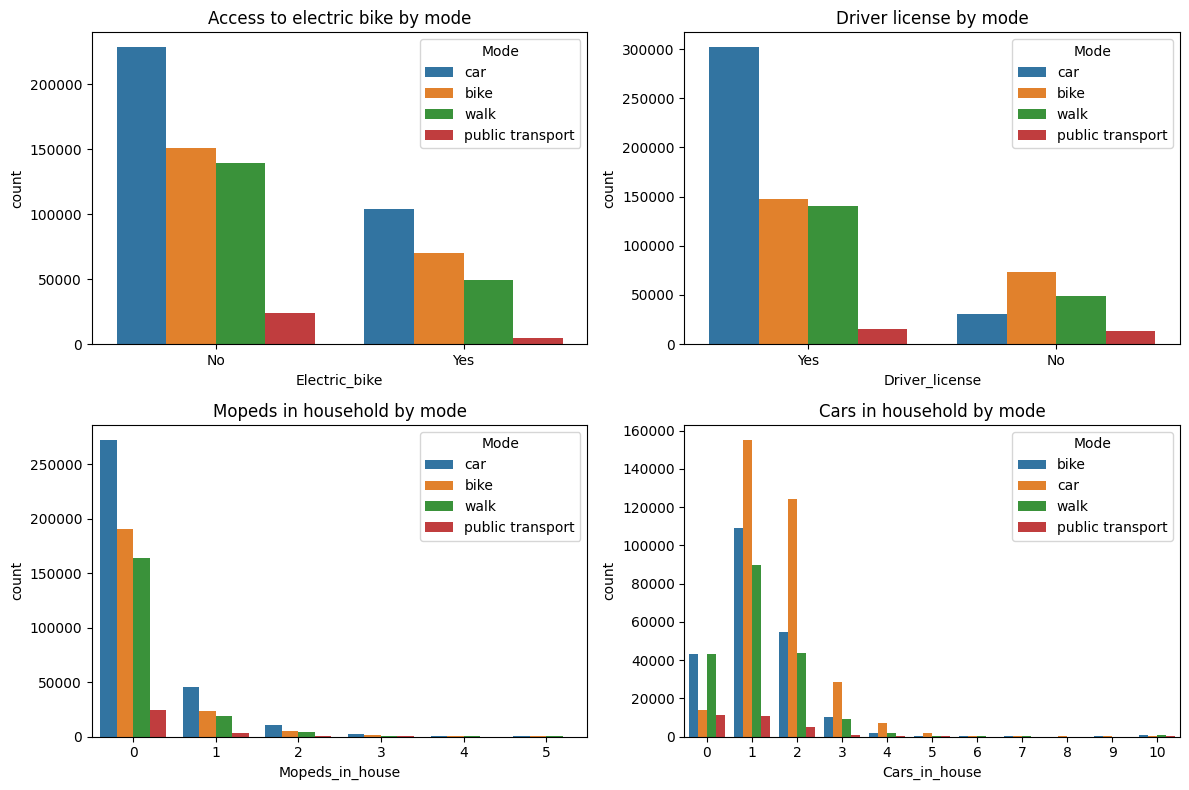 Access to electric bike by mode
Mode
car
bike
walk
public transport
200000
150000
100000
50000
0
count
No
Yes
Electric_bike
Driver license by mode
Mode
car
bike
walk
public transport
300000
250000
200000
150000
100000
50000
0
count
Yes
No
Driver_license
Mopeds in household by mode
Mode
car
bike
walk
public transport
250000
200000
150000
100000
50000
0
count
0
1
2
3
4
5
Mopeds_in_house
Cars in household by mode
Mode
bike
car
walk
public transport
160000
140000
120000
100000
80000
60000
40000
20000
0
count
0
1
2
3
4
5
6
7
8
9
10
Cars_in_house